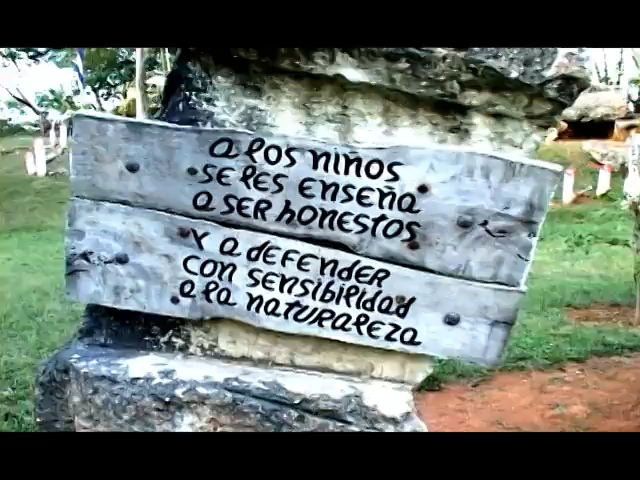 a los niños
se les enseña
a ser honestos
y a defender
con sensibilidad
a la naturaleza